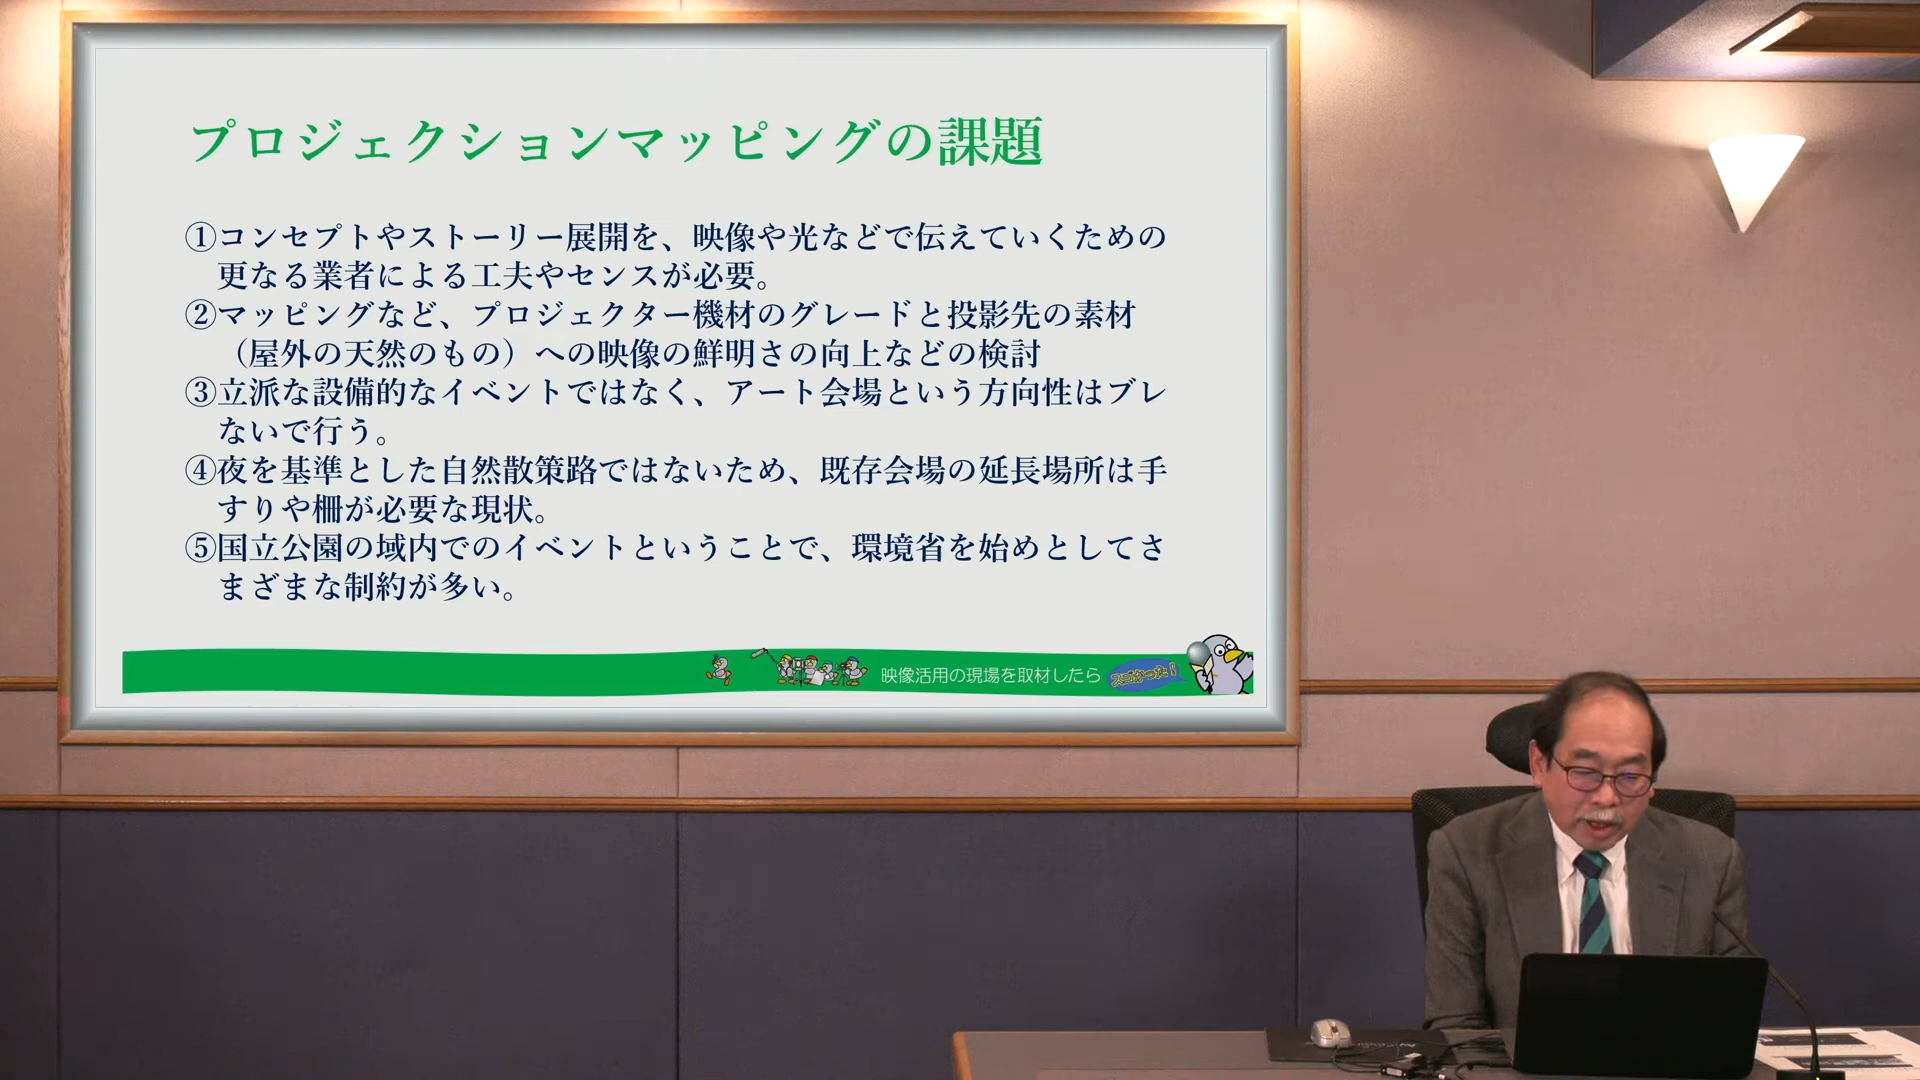 プロジェクションマッピングの課題
①コンセプトやストーリー展開を、映像や光などで伝えていくための
更なる業者による工夫やセンスが必要。
②マッピングなど、プロジェクター機材のグレードと投影先の素材
（屋外の天然のもの）への映像の鮮明さの向上などの検討
③立派な設備的なイベントではなく、アート会場という方向性はブレ
ないで行う。
④夜を基準とした自然散策路ではないため、既存会場の延長場所は手
すりや柵が必要な現状。
⑤国立公園の域内でのイベントということで、環境省を始めとしてさ
まざまな制約が多い。
映像活用の現場を取材したら
スゴかった！